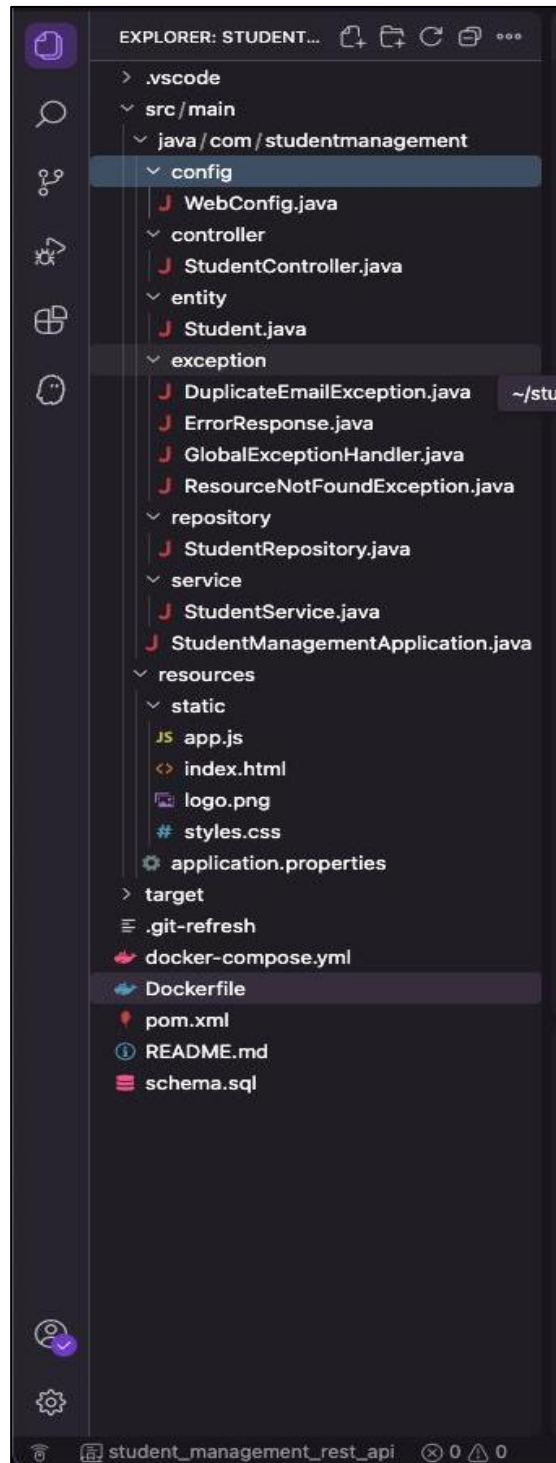 EXPLORER: STUDENT...
.vscode
src/main
java/com/studentmanagement
config
WebConfig.java
controller
StudentController.java
entity
Student.java
exception
DuplicateEmailException.java
~/stu
ErrorResponse.java
GlobalExceptionHandler.java
ResourceNotFoundException.java
repository
StudentRepository.java
service
StudentService.java
StudentManagementApplication.java
resources
static
JS app.js
<> index.html
logo.png
# styles.css
application.properties
target
.git-refresh
docker-compose.yml
Dockerfile
pom.xml
README.md
schema.sql
student_management_rest_api 0 0